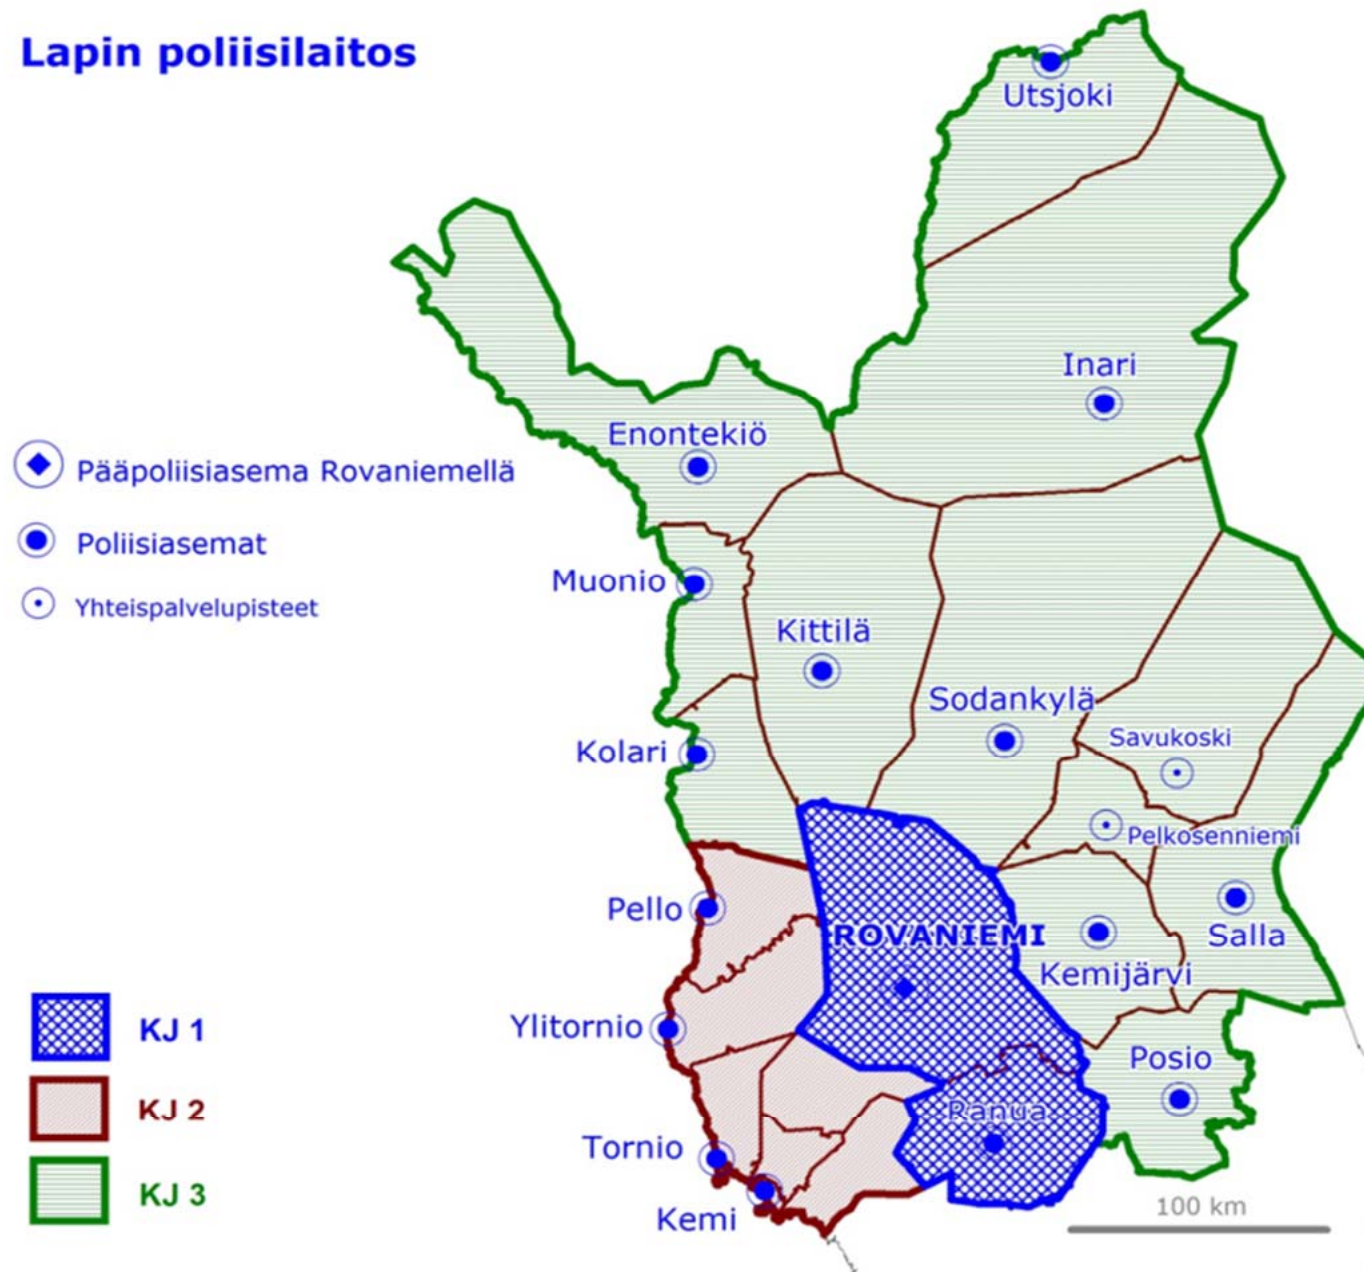 Lapin poliisilaitos
Utsjoki
Inari
Enontekiö
Pääpoliisiasema Rovaniemellä
Poliisiasemat
Muonio
Yhteispalvelupisteet
Kittilä
Sodankylä
Savukoski
Kolari
Pelkosenniemi
Pello
ROVANIEMI
Salla
Kemijärvi
Ylitornio
KJ 1
Posio
KJ 2
Ranua
Tornio
KJ 3
Kemi
100 km